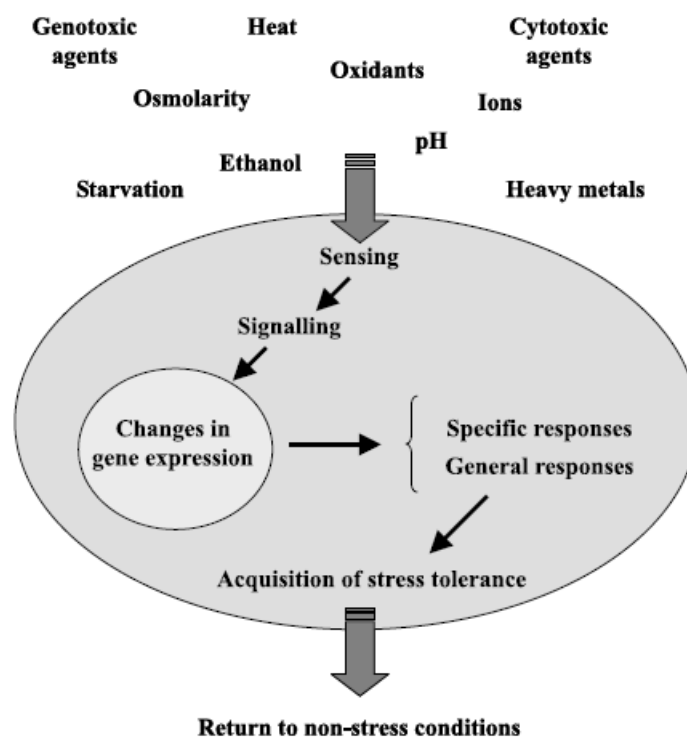 Genotoxic
agents
Heat
Cytotoxic
agents
Oxidants
Osmolarity
Ions
pH
Ethanol
Starvation
Heavy metals
Sensing
Signalling
Changes in
gene expression
Specific responses
General responses
Acquisition of stress tolerance
Return to non-stress conditions